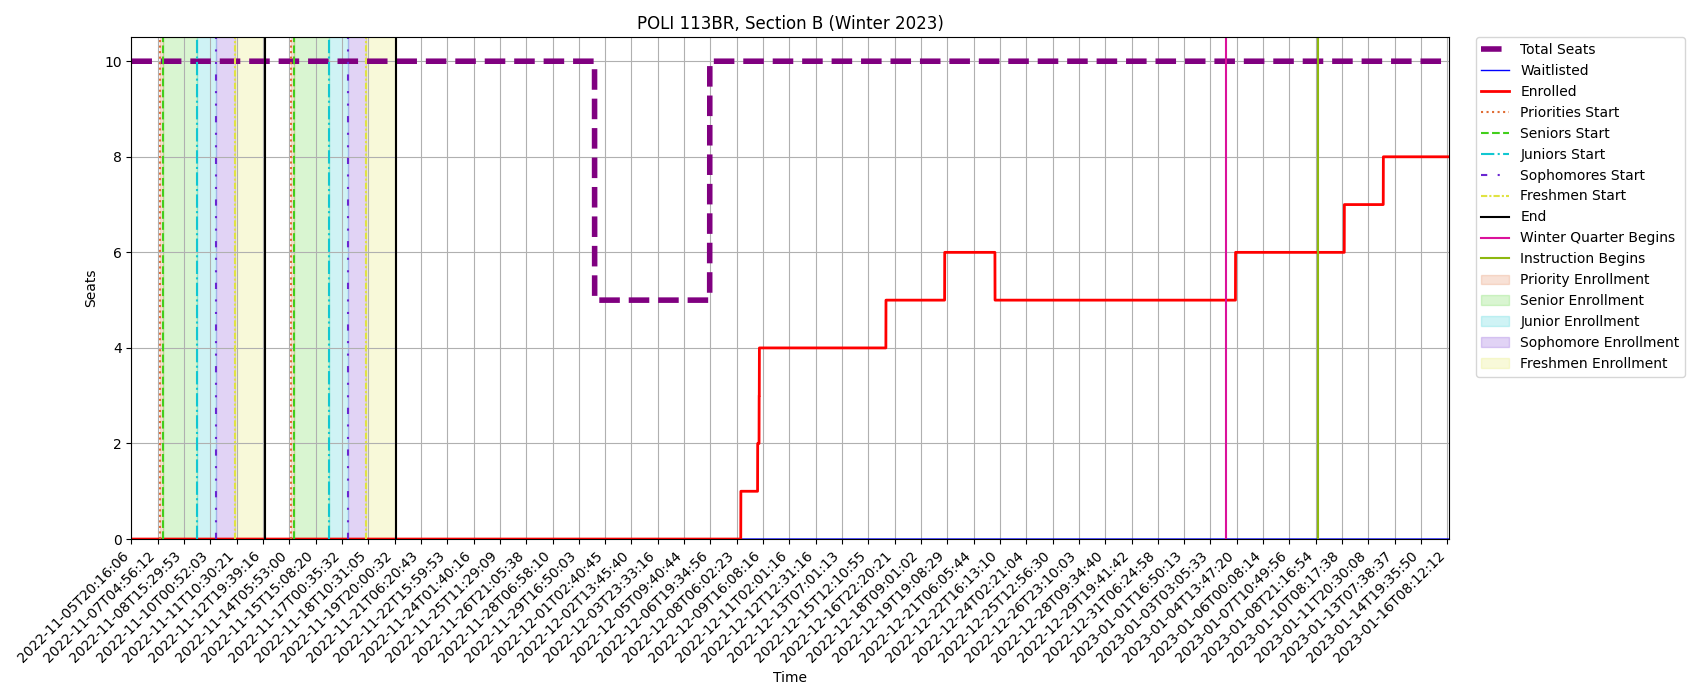 POLI 113BR, Section B (Winter 2023)
Seats
10
8
6
4
2
0
2022-11-05T20:16:06
2022-11-07T04:56:12
2022-11-08T15:29:53
2022-11-10T00:52:03
2022-11-11T10:30:21
2022-11-12T19:39:16
2022-11-14T05:53:00
2022-11-15T15:08:20
2022-11-17T00:35:32
2022-11-18T10:31:05
2022-11-19T20:00:32
2022-11-21T06:20:43
2022-11-22T15:59:53
2022-11-24T01:40:16
2022-11-25T11:29:09
2022-11-26T21:05:38
2022-11-28T06:58:10
2022-11-29T16:50:03
2022-12-01T02:40:45
2022-12-02T13:45:40
2022-12-03T23:33:16
2022-12-05T09:40:44
2022-12-06T19:34:56
2022-12-08T06:02:23
2022-12-09T16:08:16
2022-12-11T02:01:16
2022-12-12T12:31:16
2022-12-13T07:01:13
2022-12-15T12:10:55
2022-12-16T22:20:21
2022-12-18T09:01:02
2022-12-19T19:08:29
2022-12-21T06:05:44
2022-12-22T16:13:10
2022-12-24T02:21:04
2022-12-25T12:56:30
2022-12-26T23:10:03
2022-12-28T09:34:40
2022-12-29T19:41:42
2022-12-31T06:24:58
2023-01-01T16:50:13
2023-01-03T03:05:33
2023-01-04T13:47:20
2023-01-06T00:08:14
2023-01-07T10:49:56
2023-01-08T21:16:54
2023-01-10T08:17:38
2023-01-11T20:30:08
2023-01-13T07:38:37
2023-01-14T19:35:50
2023-01-16T08:12:12
Time
Total Seats
Waitlisted
Enrolled
Priorities Start
Seniors Start
Juniors Start
Sophomores Start
Freshmen Start
End
Winter Quarter Begins
Instruction Begins
Priority Enrollment
Senior Enrollment
Junior Enrollment
Sophomore Enrollment
Freshmen Enrollment